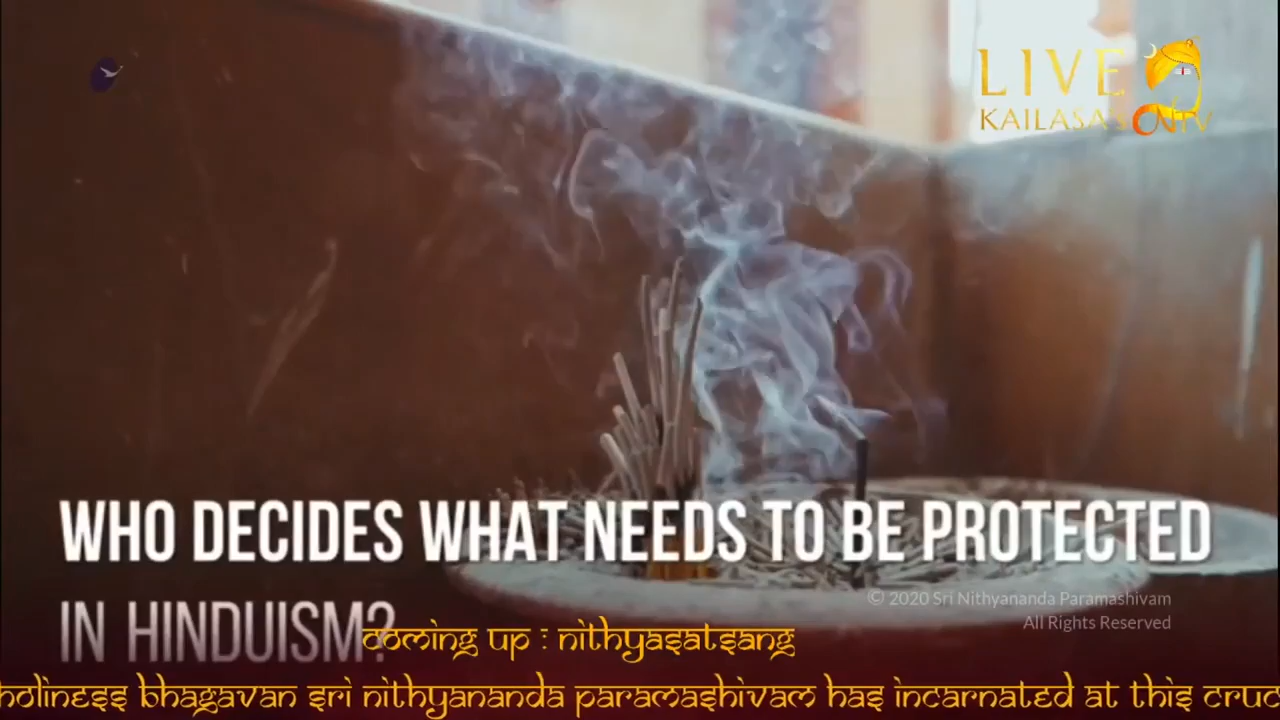 LIVE
KAILASA'S
NTV
WHO DECIDES WHAT NEEDS TO BE PROTECTED
IN HINDUISM?
© 2020 Sri Nithyananda Paramashivam
All Rights Reserved
coming up : nithyasatsang
holiness bhagavan sri nithyananda paramashivam has incarnated at this cruc